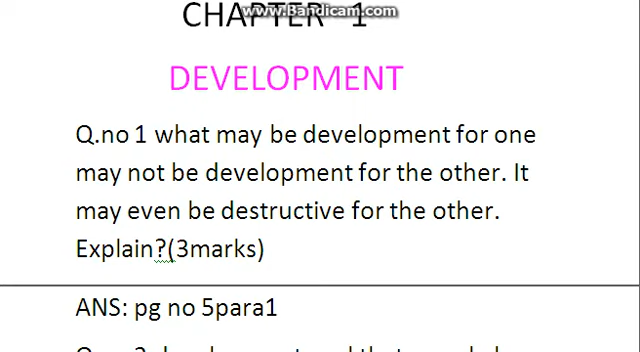 CHAPTER 1
www.Bandicam.com
DEVELOPMENT
Q.no 1 what may be development for one
may not be development for the other. It
may even be destructive for the other.
Explain?(3marks)
ANS: pg no 5para1